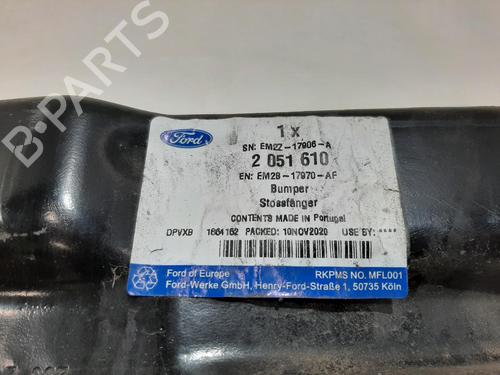 Ford
1 x
SN: EM2Z-17906-A
2 051 610
EN: EM2B-17970-AF
Bumper
Stossfänger
CONTENTS MADE IN Portugal
DPVXB 1664162 PACKED: 10NOV2020 USE BY: ****
Ford of Europe RKPMS NO. MFL001
Ford-Werke GmbH, Henry-Ford-Straße 1, 50735 Köln
B-PARTS